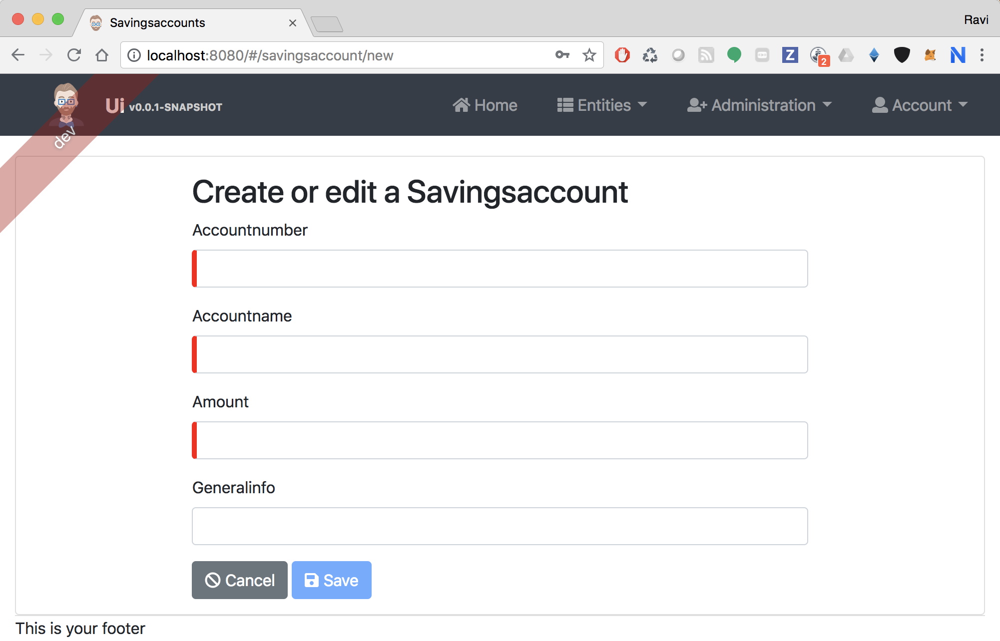 Savingsaccounts
Ravi
localhost:8080/#/savingsaccount/new
Z
2
N
Ui v0.0.1-SNAPSHOT
Home
Entities
Administration
Account
dev
Create or edit a Savingsaccount
Accountnumber
Accountname
Amount
Generalinfo
Cancel
Save
This is your footer